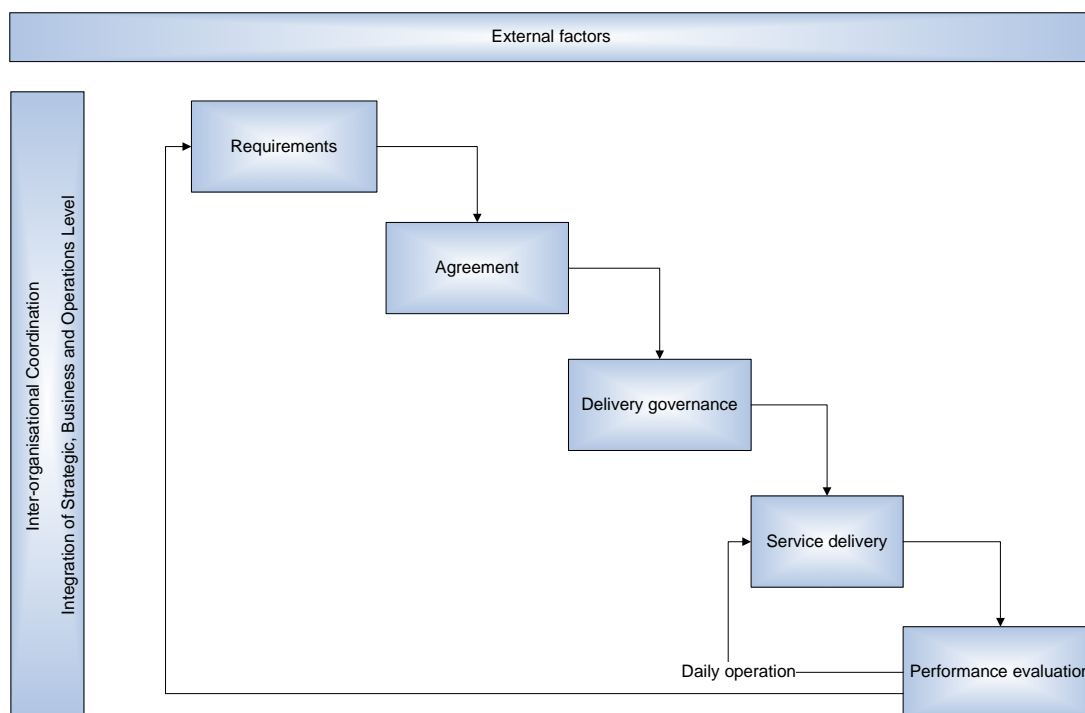 External factors
Inter-organisational Coordination
Integration of Strategic, Business and Operations Level
Requirements
Agreement
Delivery governance
Service delivery
Daily operation
Performance evaluation